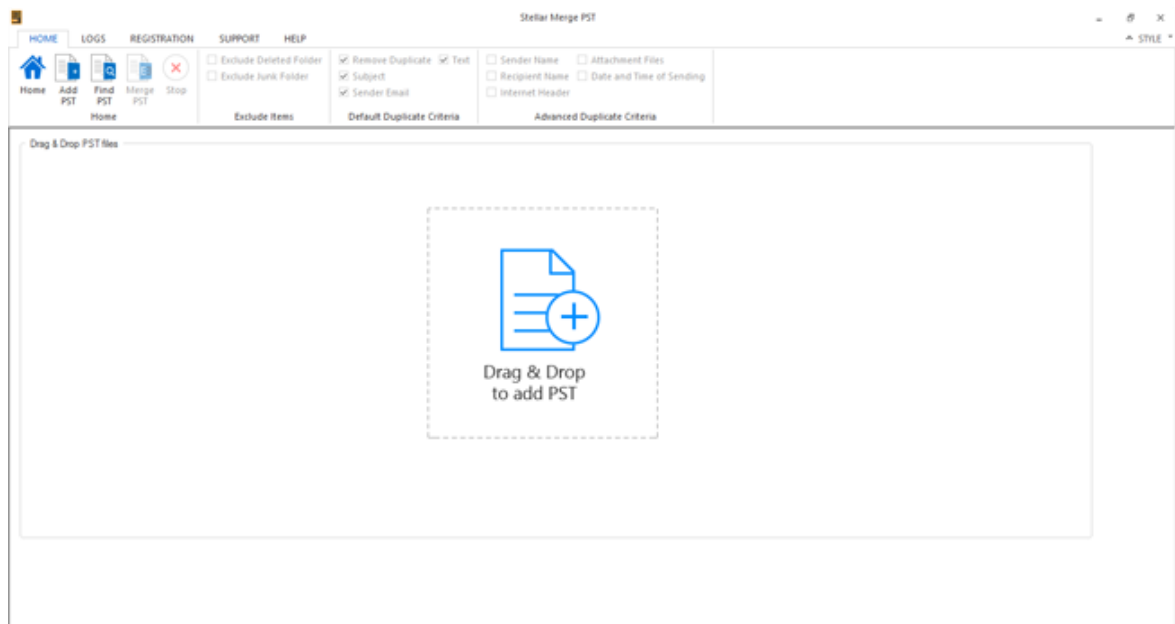 Stellar Merge PST
HOME LOGS REGISTRATION SUPPORT HELP
STYLE
Home Add PST Find PST Merge PST Stop
Home
Exclude Deleted Folder
Exclude Junk Folder
Exclude Items
Remove Duplicate Text
Subject
Sender Email
Default Duplicate Criteria
Sender Name Attachment Files
Recipient Name Date and Time of Sending
Internet Header
Advanced Duplicate Criteria
Drag & Drop PST files
Drag & Drop
to add PST